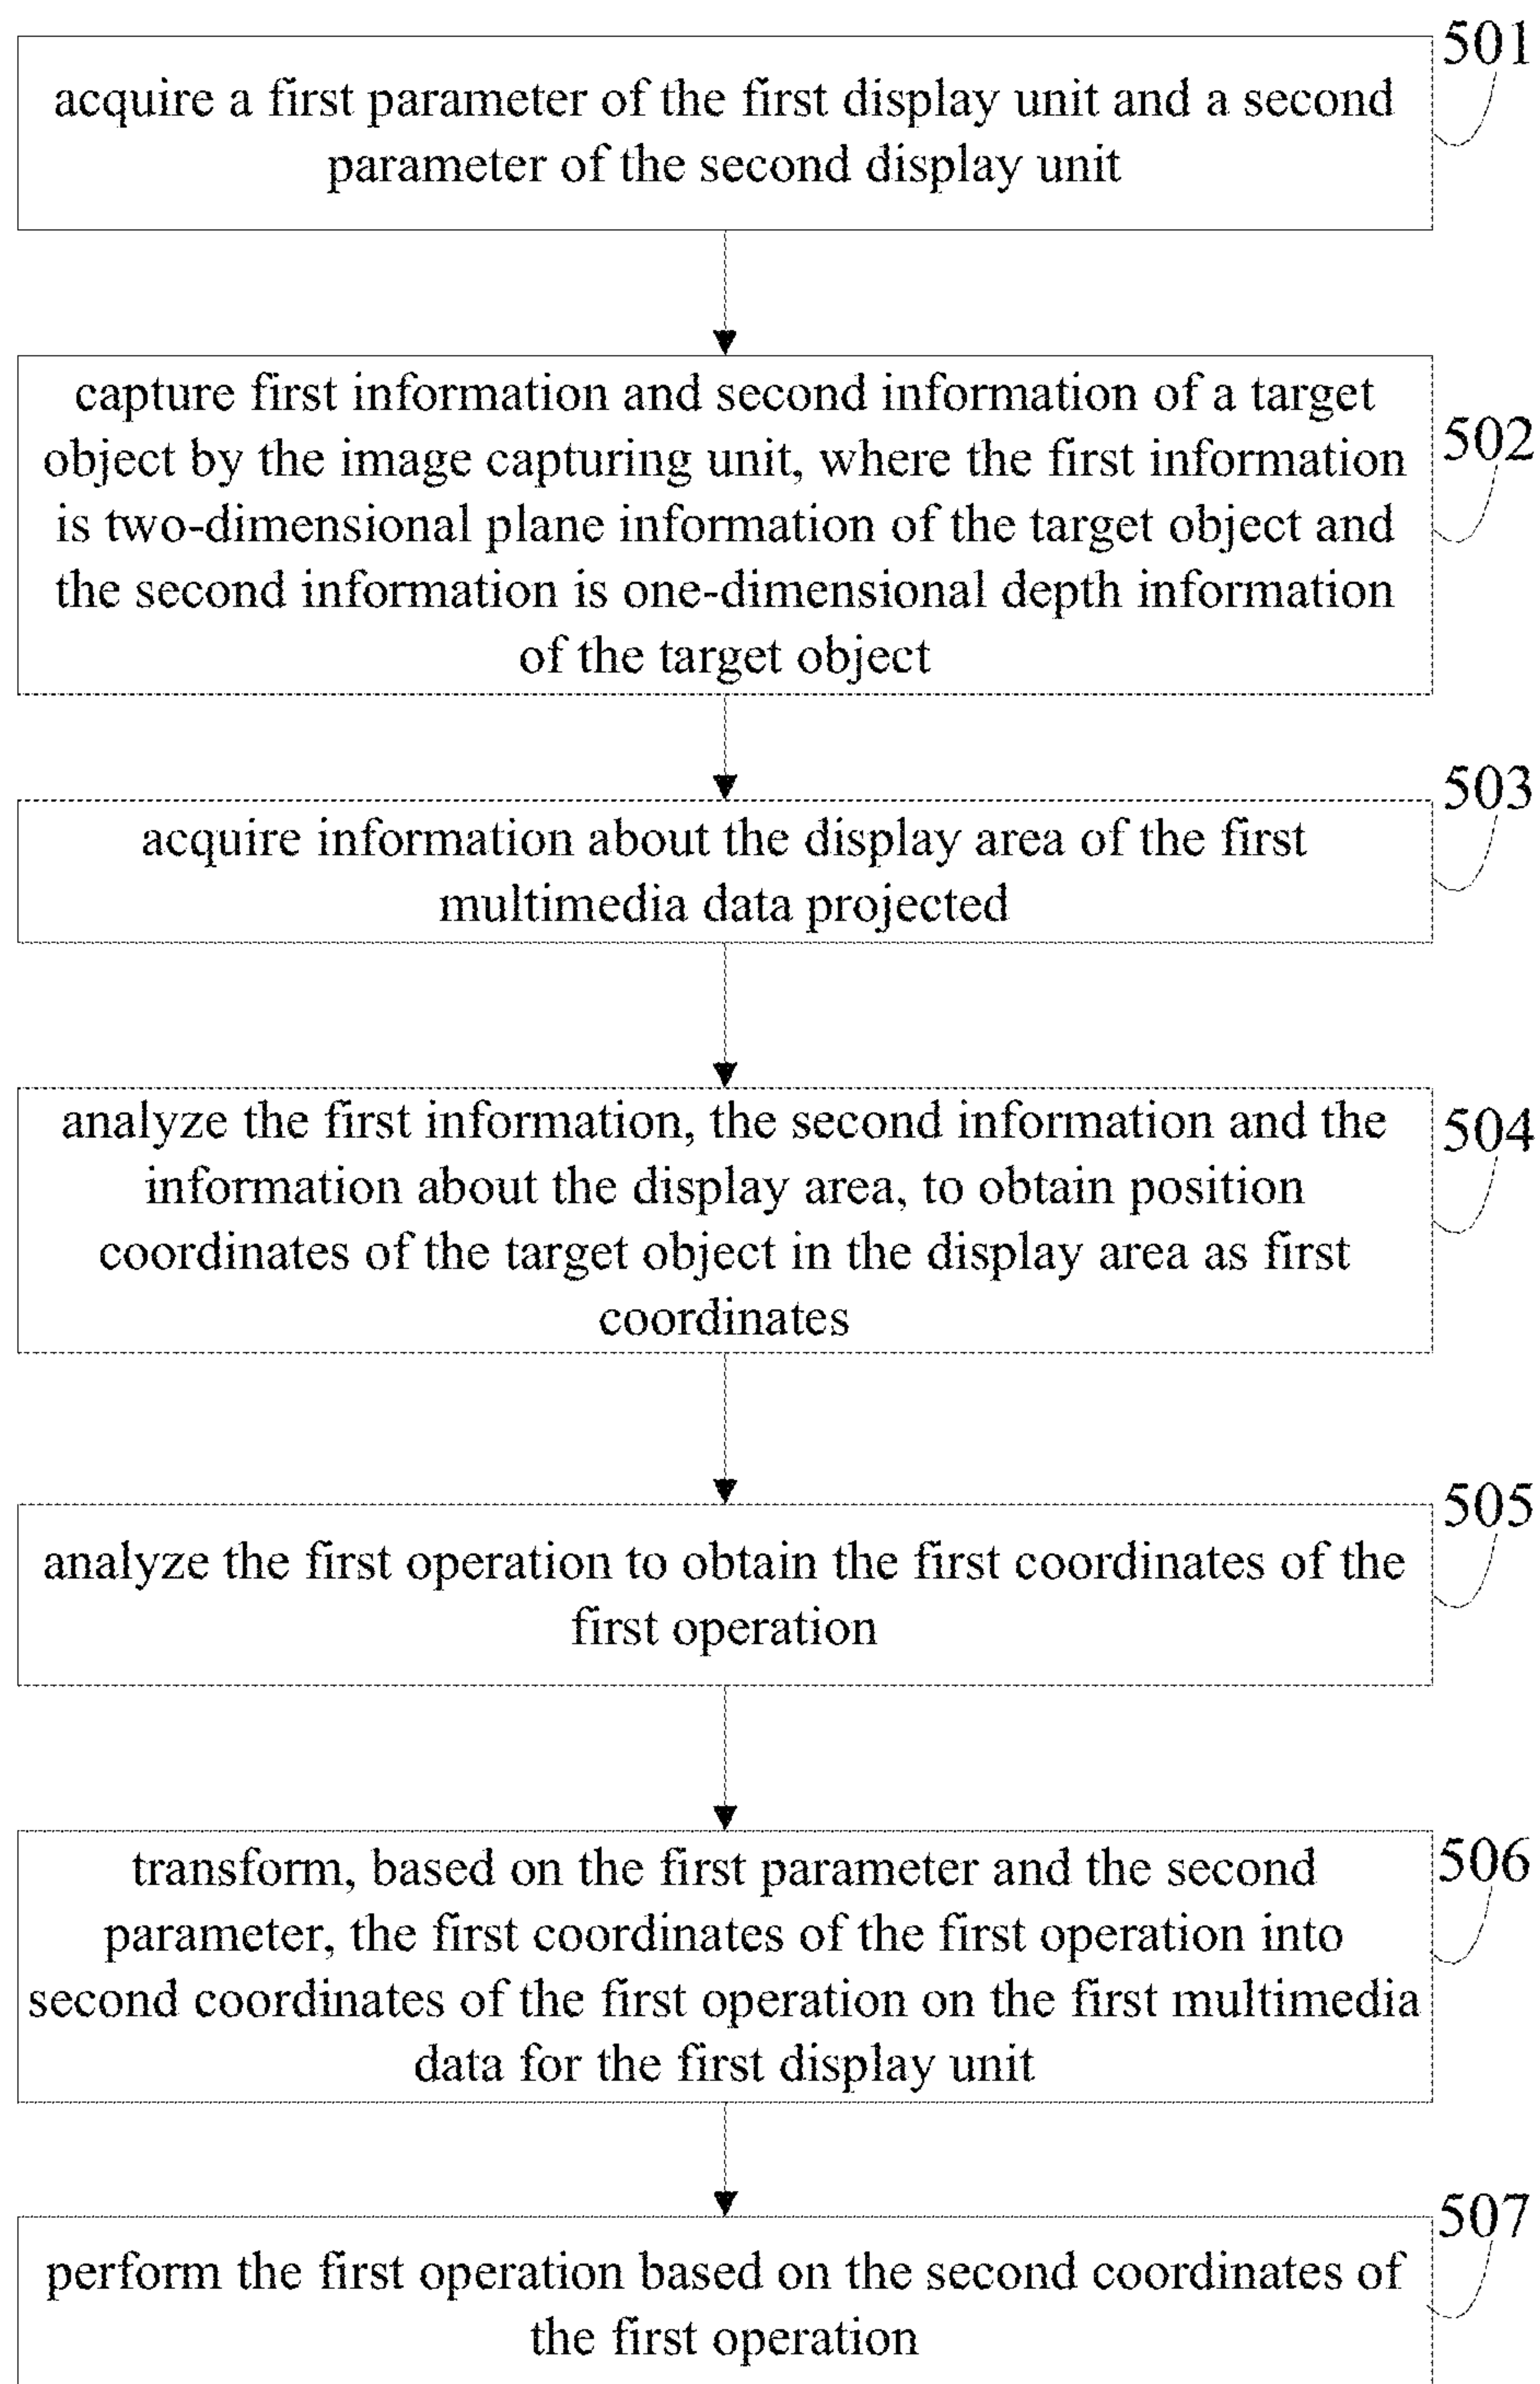 501
acquire a first parameter of the first display unit and a second
parameter of the second display unit
capture first information and second information of a target
object by the image capturing unit, where the first information
is two-dimensional plane information of the target object and
the second information is one-dimensional depth information
of the target object
502
503
acquire information about the display area of the first
multimedia data projected
analyze the first information, the second information and the
information about the display area, to obtain position
coordinates of the target object in the display area as first
coordinates
504
505
analyze the first operation to obtain the first coordinates of the
first operation
transform, based on the first parameter and the second
parameter, the first coordinates of the first operation into
second coordinates of the first operation on the first multimedia
data for the first display unit
506
507
perform the first operation based on the second coordinates of
the first operation